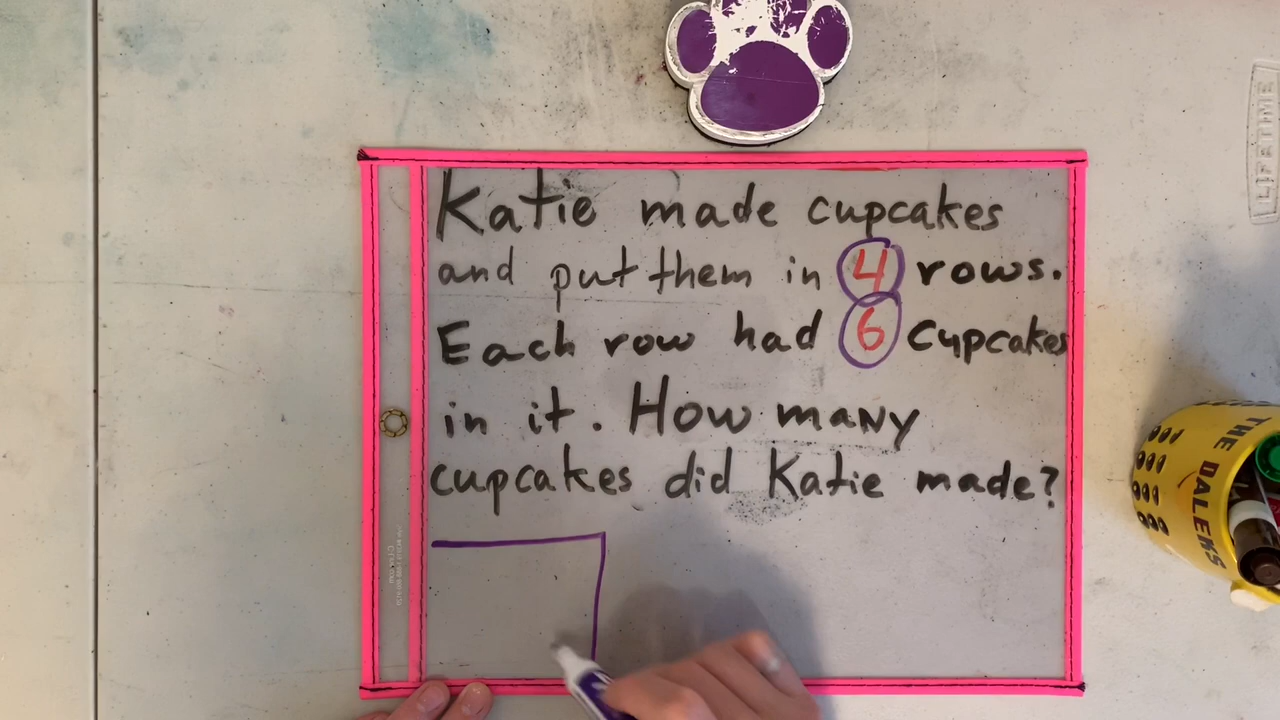 Katie made cupcakes
and put them in 4 rows.
Each row had 6 cupcakes
in it. How many
cupcakes did Katie made?
LIFETIME
THE DALEKS